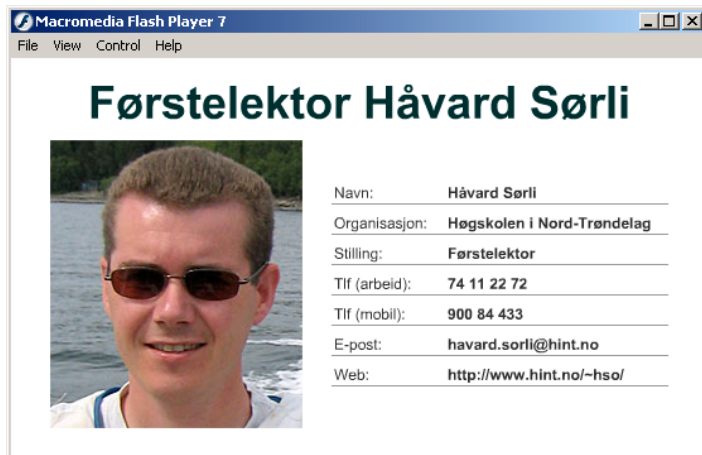 Macromedia Flash Player 7
File View Control Help
Førstelektor Håvard Sørli
Navn: Håvard Sørli
Organisasjon: Høgskolen i Nord-Trøndelag
Stilling: Førstelektor
Tlf (arbeid): 74 11 22 72
Tlf (mobil): 900 84 433
E-post: havard.sorli@hint.no
Web: http://www.hint.no/~hso/